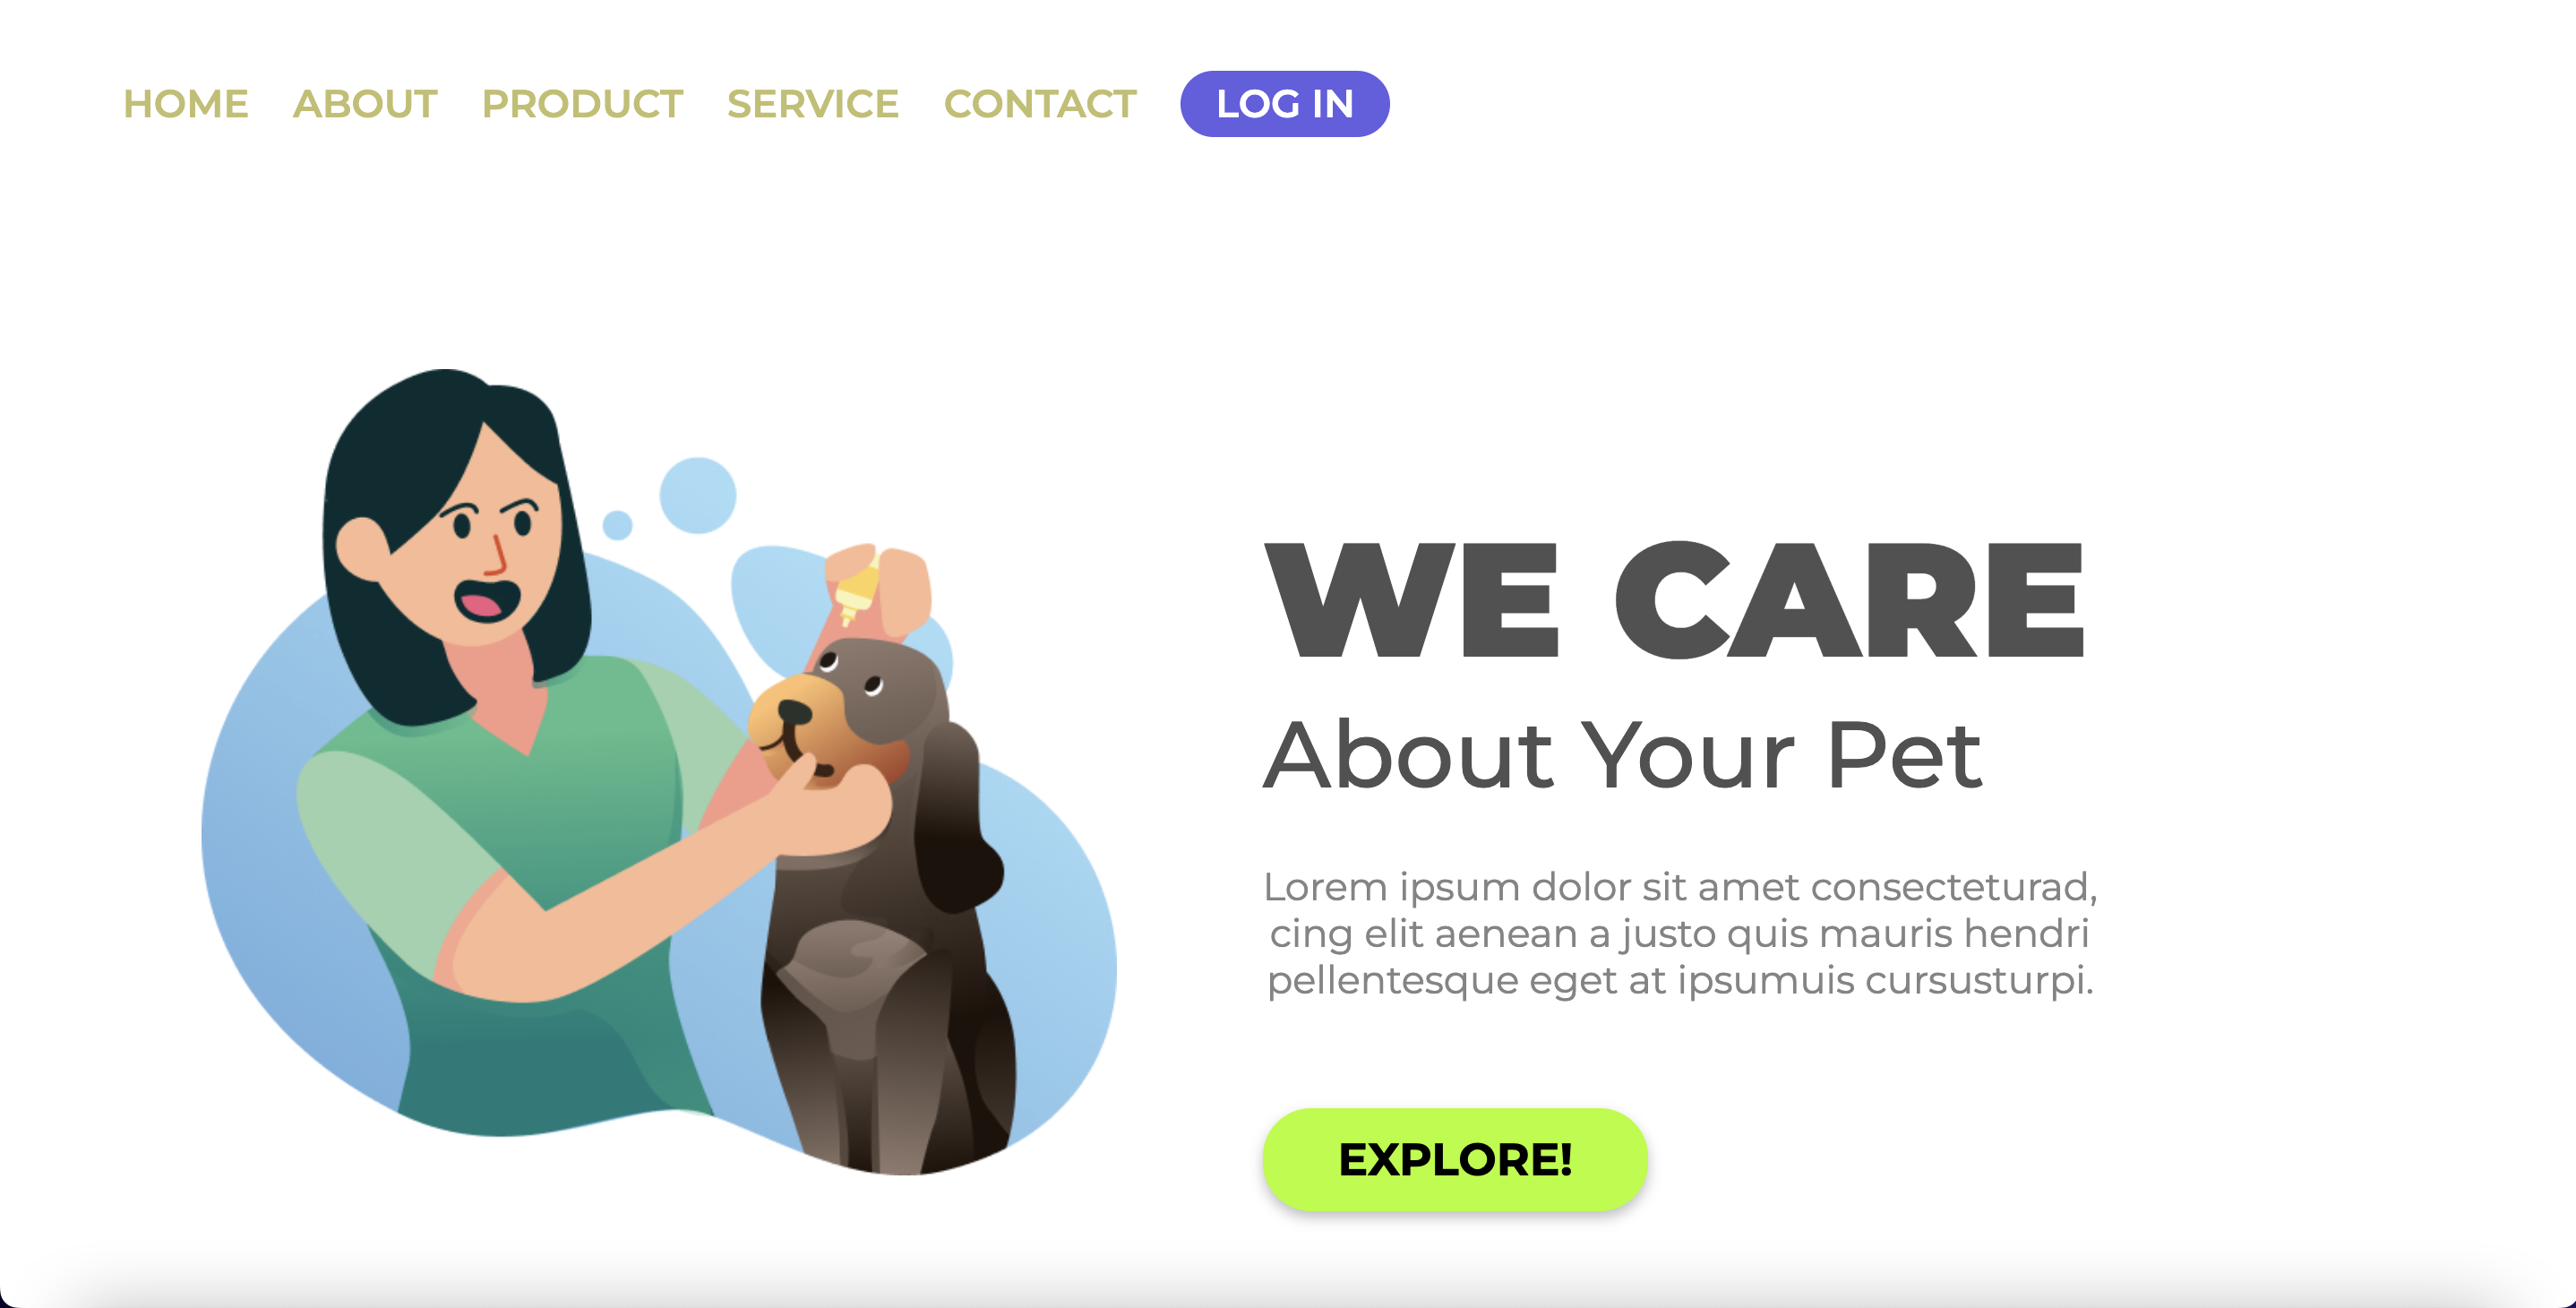 HOME ABOUT PRODUCT SERVICE CONTACT LOG IN
WE CARE
About Your Pet
Lorem ipsum dolor sit amet consecteturad,
cing elit aenean a justo quis mauris hendri
pellentesque eget at ipsumuis cursusturpi.
EXPLORE!